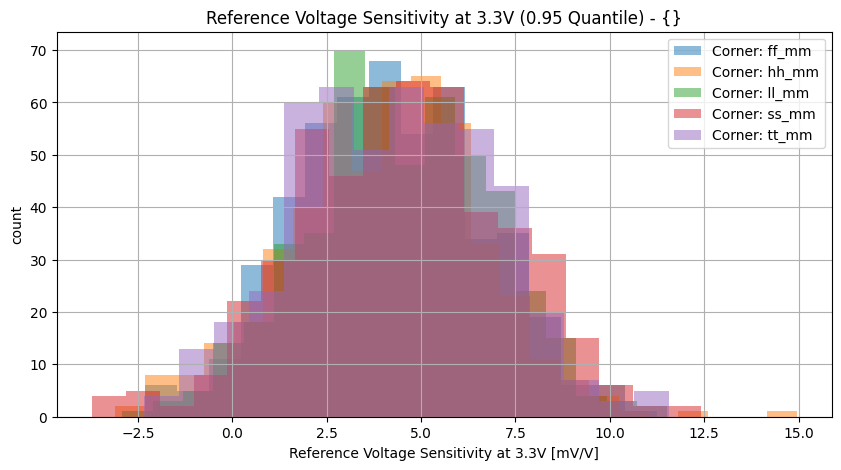 Reference Voltage Sensitivity at 3.3V (0.95 Quantile) - {}
70
60
50
40
30
20
10
0
count
Corner: ff_mm
Corner: hh_mm
Corner: ll_mm
Corner: ss_mm
Corner: tt_mm
−2.5 0.0 2.5 5.0 7.5 10.0 12.5 15.0
Reference Voltage Sensitivity at 3.3V [mV/V]